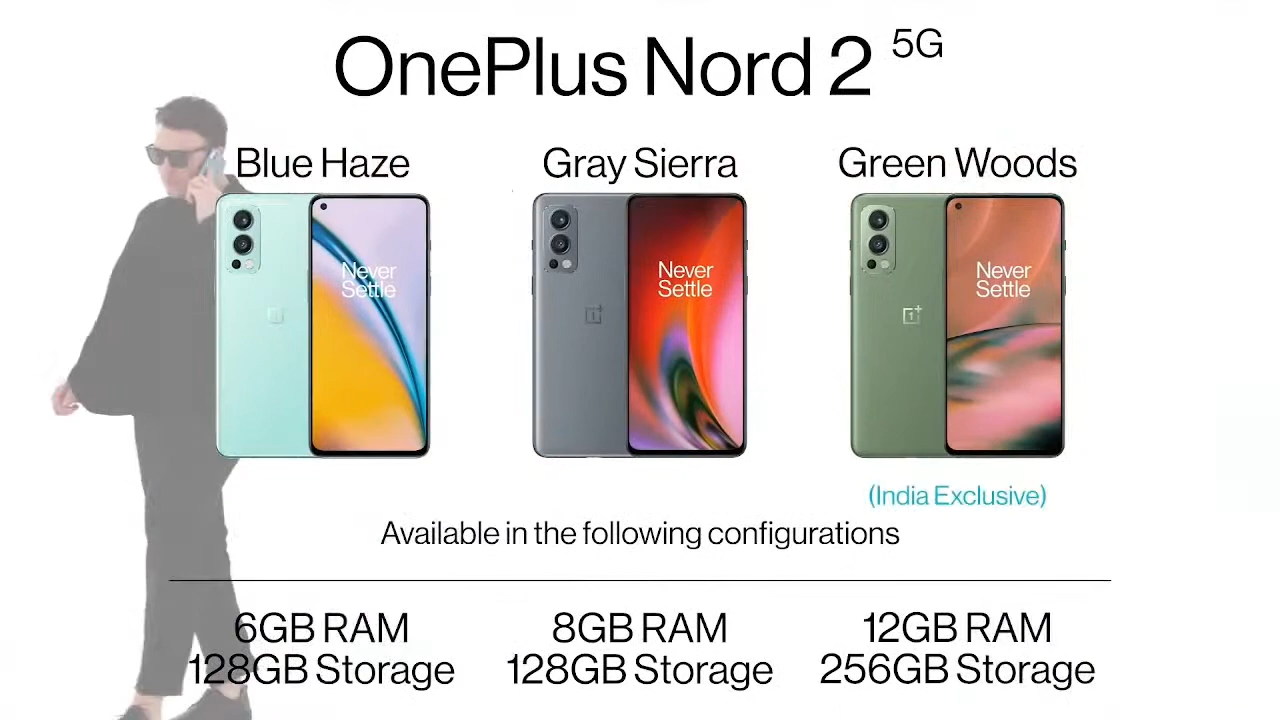 OnePlus Nord 2 5G
Blue Haze
Gray Sierra
Green Woods
Never
Settle
Never
Settle
Never
Settle
(India Exclusive)
Available in the following configurations
6GB RAM
128GB Storage
8GB RAM
128GB Storage
12GB RAM
256GB Storage